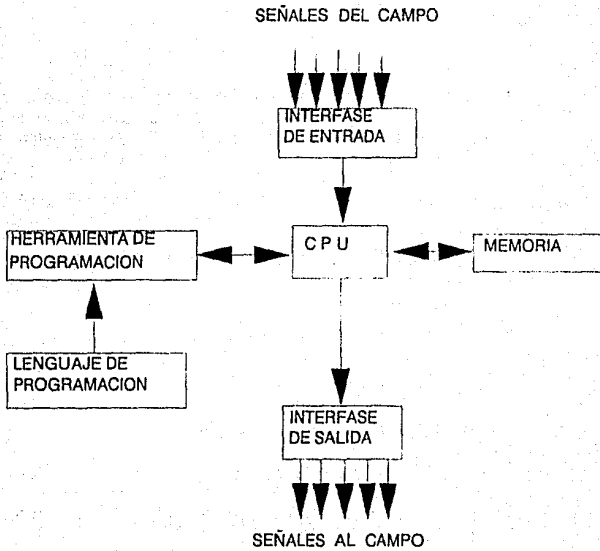 SEÑALES DEL CAMPO
INTERFASE
DE ENTRADA
C P U
HERRAMIENTA DE
PROGRAMACION
MEMORIA
LENGUAJE DE
PROGRAMACION
INTERFASE
DE SALIDA
SEÑALES AL CAMPO